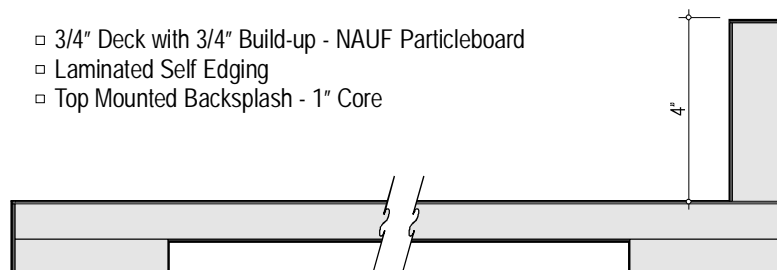 ▫ 3/4" Deck with 3/4" Build-up - NAUF Particleboard
▫ Laminated Self Edging
▫ Top Mounted Backsplash - 1" Core
4"